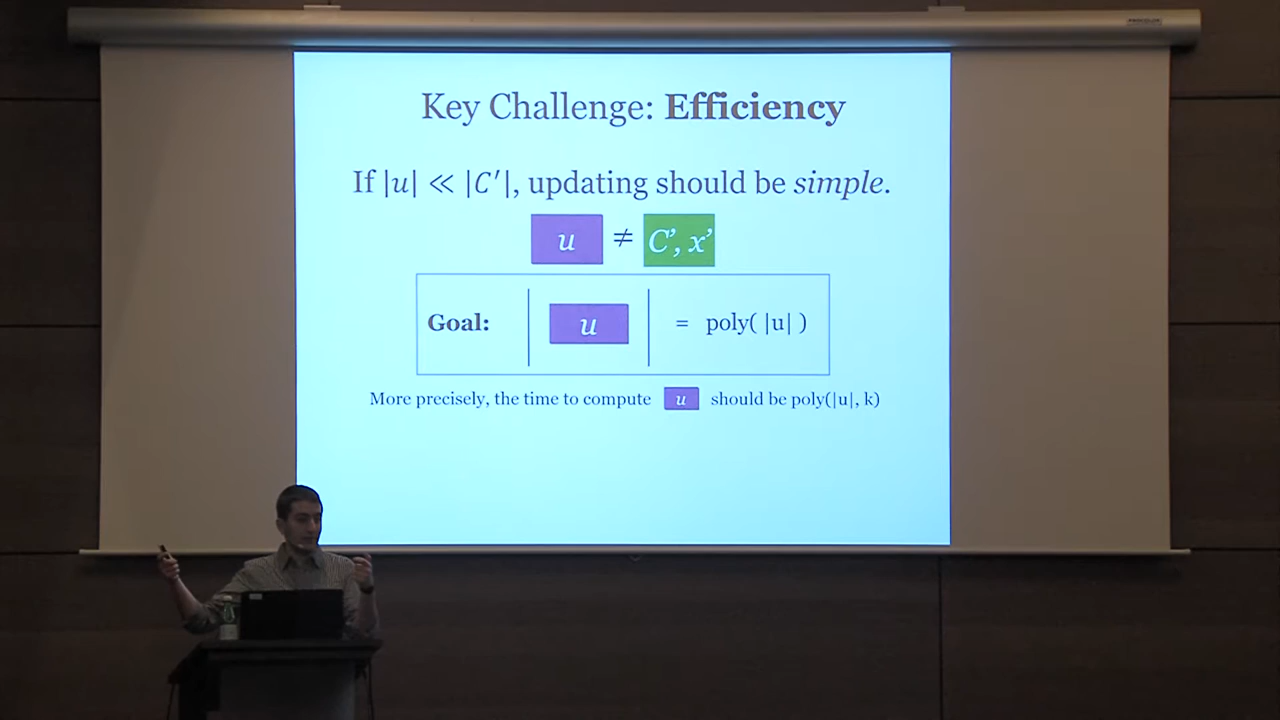 Key Challenge: Efficiency
If |u| ≪ |C′|, updating should be simple.
u ≠ C’, x’
Goal: | u | = poly( |u| )
More precisely, the time to compute u should be poly(|u|, k)